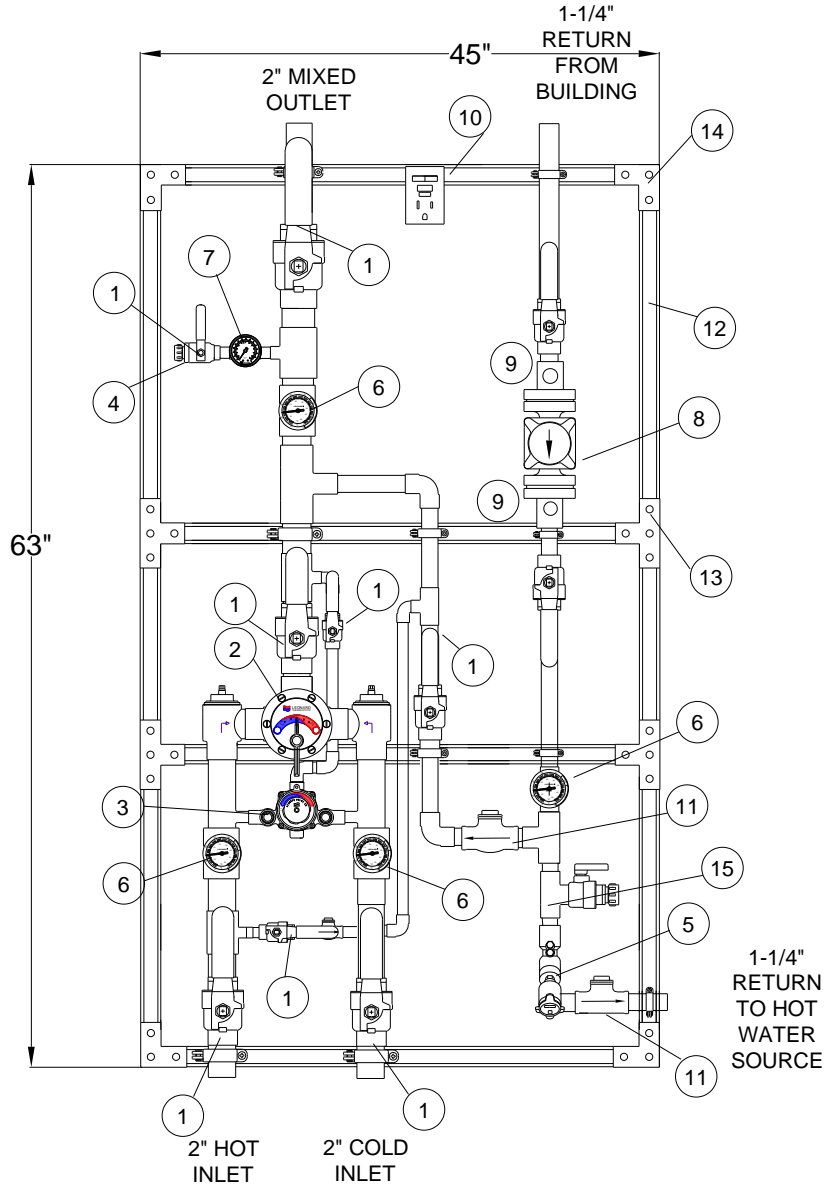 1-1/4"
RETURN
FROM
BUILDING
45"
2" MIXED
OUTLET
10
14
7
1
1
12
4
6
9
8
9
63"
13
1
1
2
1
LEONARD
6
3
11
6
6
15
5
1
1-1/4"
RETURN
TO HOT
WATER
SOURCE
11
1
1
2" HOT
INLET
2" COLD
INLET